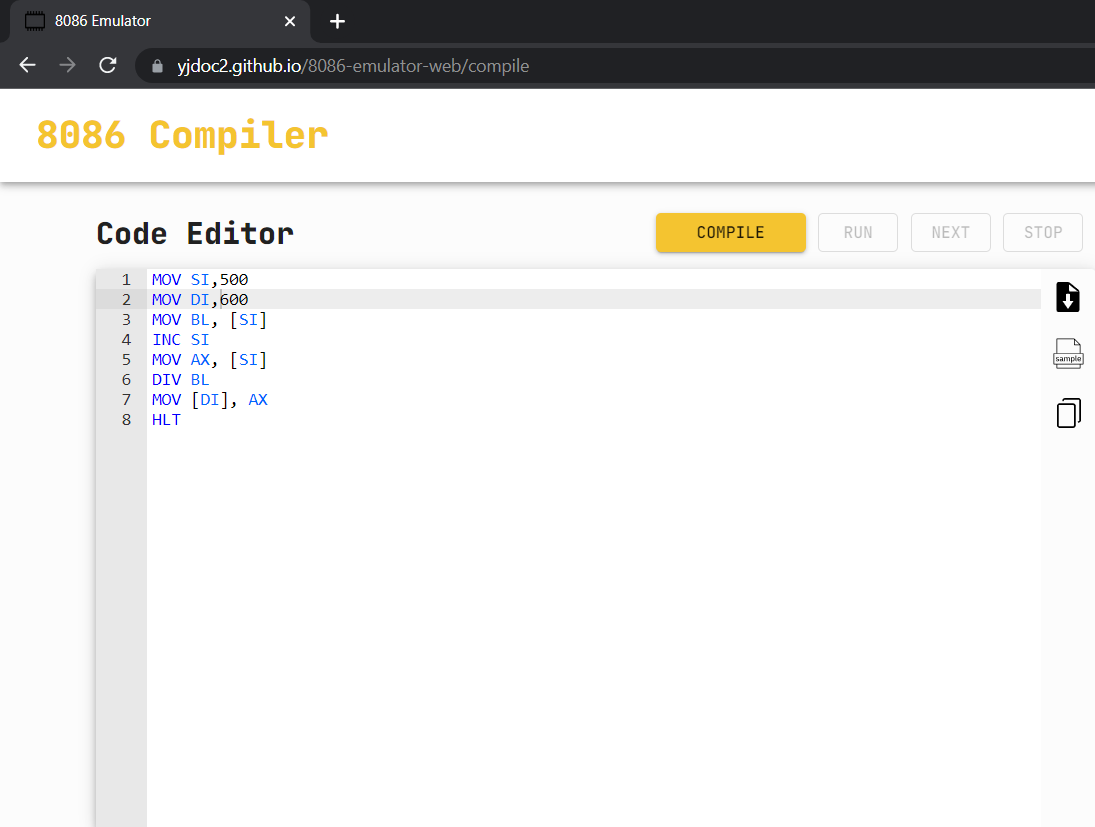 8086 Emulator
yjdoc2.github.io/8086-emulator-web/compile
8086 Compiler
Code Editor
COMPILE
RUN
NEXT
STOP
1 MOV SI,500
2 MOV DI,600
3 MOV BL, [SI]
4 INC SI
5 MOV AX, [SI]
6 DIV BL
7 MOV [DI], AX
8 HLT
sample